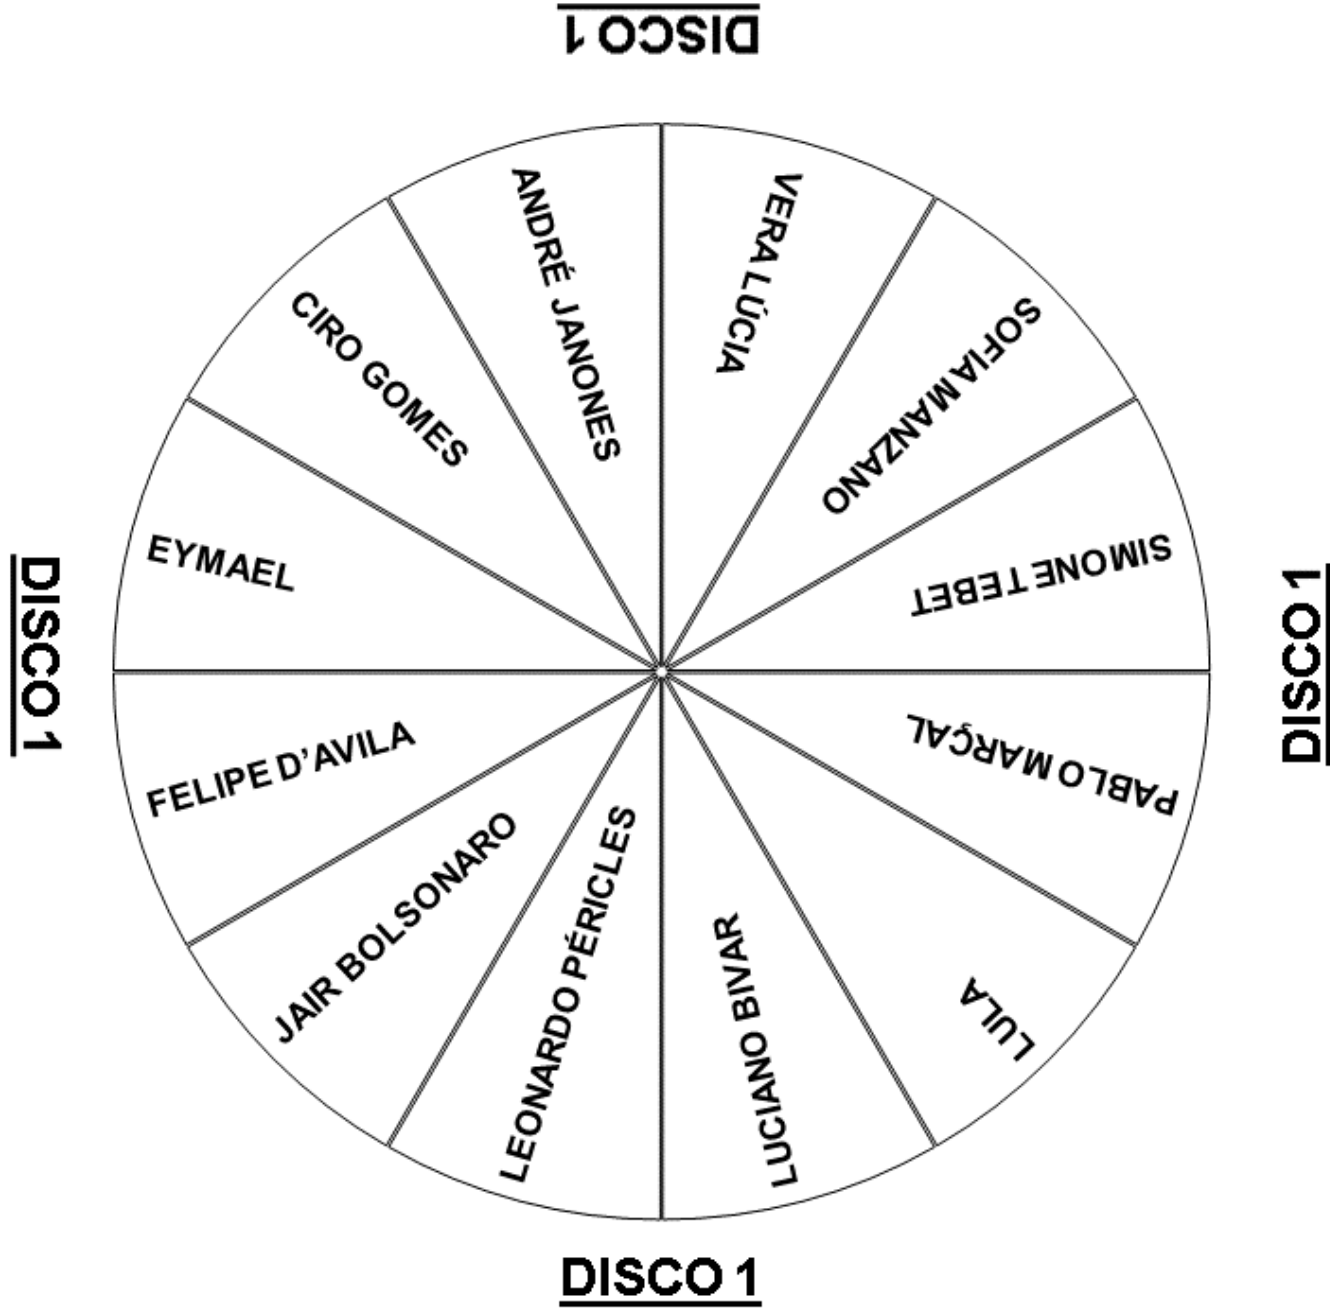 DISCO 1
ANDRÉ JANONES
VERA LÚCIA
CIRO GOMES
SOFIA MANZANO
EYMAEL
SIMONE TEBET
DISCO 1
DISCO 1
FELIPE D’AVILA
PABLO MARÇAL
JAIR BOLSONARO
LULA
LEONARDO PÉRICLES
LUCIANO BIVAR
DISCO 1